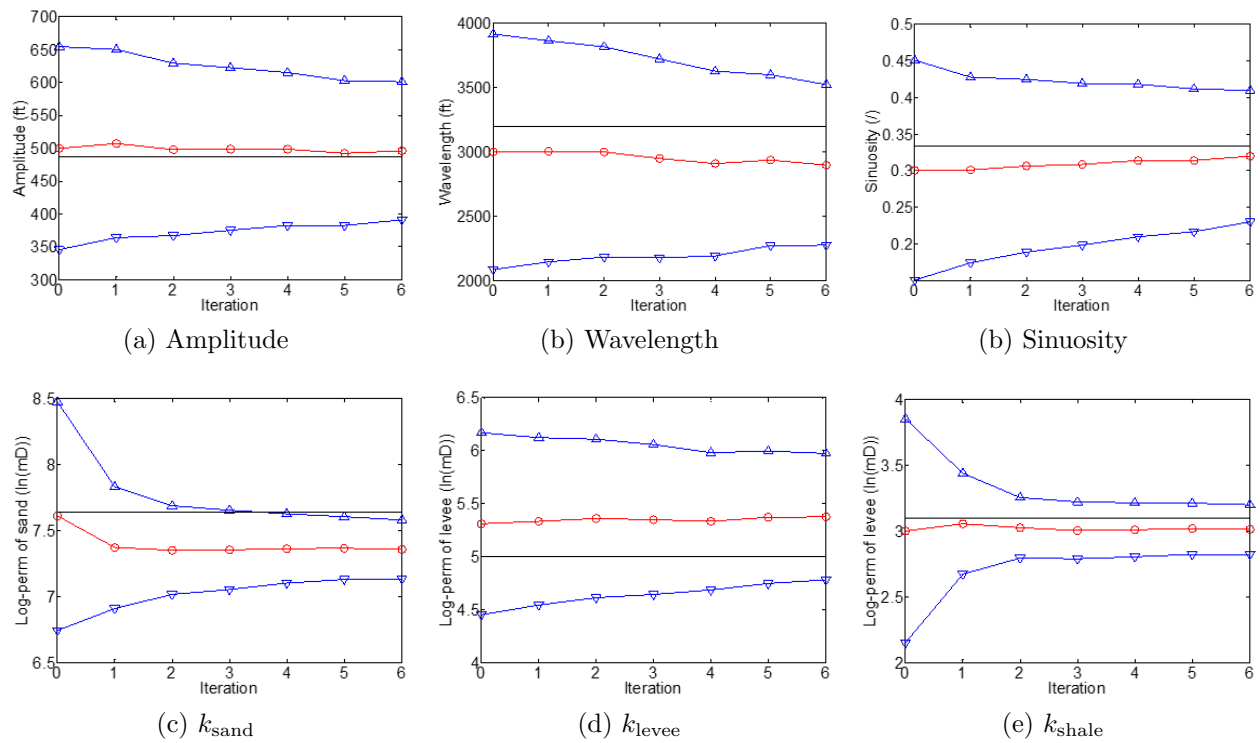 700
650
600
550
500
450
400
350
300
Amplitude (ft)
0 1 2 3 4 5 6
Iteration
(a) Amplitude
4000
3500
3000
2500
2000
Wavelength (ft)
0 1 2 3 4 5 6
Iteration
(b) Wavelength
0.5
0.45
0.4
0.35
0.3
0.25
0.2
Sinuosity (/)
0 1 2 3 4 5 6
Iteration
(b) Sinuosity
8.5
8
7.5
7
6.5
Log-perm of sand (ln(mD))
0 1 2 3 4 5 6
Iteration
(c) k_sand
6.5
6
5.5
5
4.5
4
Log-perm of levee (ln(mD))
0 1 2 3 4 5 6
Iteration
(d) k_levee
4
3.5
3
2.5
2
Log-perm of levee (ln(mD))
0 1 2 3 4 5 6
Iteration
(e) k_shale